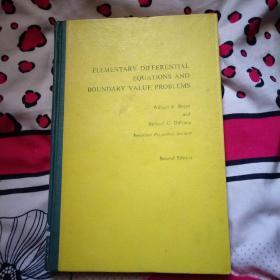 ELEMENTARY DIFFERENTIAL
EQUATIONS AND
BOUNDARY VALUE PROBLEMS
William E. Boyce
and
Richard C. DiPrima
Rensselaer Polytechnic Institute
Second Edition